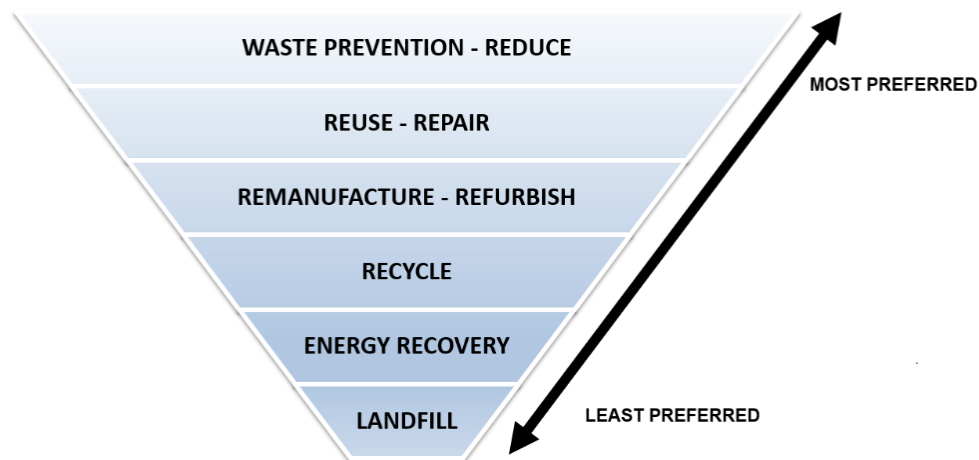 WASTE PREVENTION - REDUCE
MOST PREFERRED
REUSE - REPAIR
REMANUFACTURE - REFURBISH
RECYCLE
ENERGY RECOVERY
LANDFILL
LEAST PREFERRED